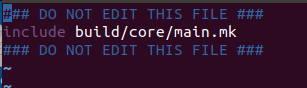 ### DO NOT EDIT THIS FILE ###
include build/core/main.mk
### DO NOT EDIT THIS FILE ###
~
~